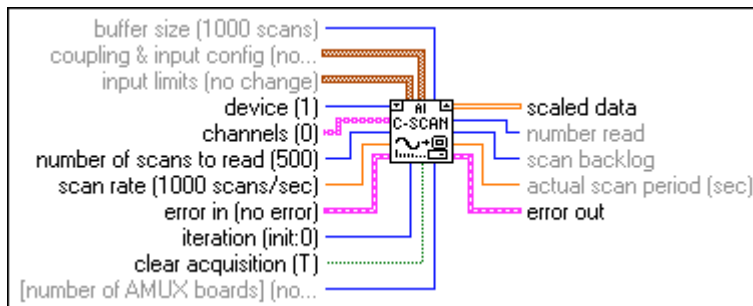 buffer size (1000 scans)
coupling & input config (no...
input limits (no change)
device (1)
channels (0)
number of scans to read (500)
scan rate (1000 scans/sec)
error in (no error)
iteration (init:0)
clear acquisition (T)
[number of AMUX boards] (no...
AI
C-SCAN
scaled data
number read
scan backlog
actual scan period (sec)
error out